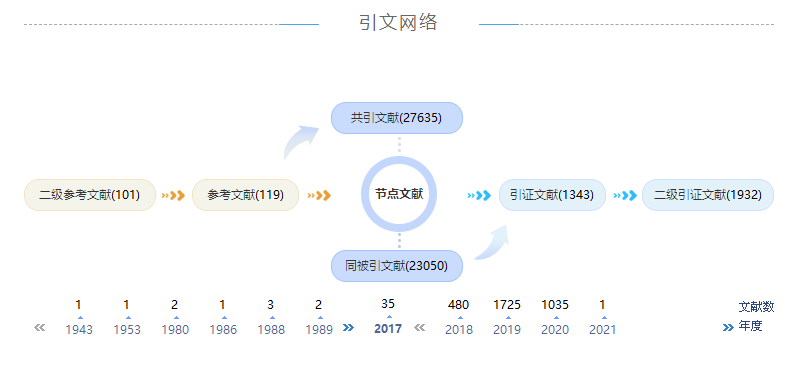 引文网络
共引文献(27635)
二级参考文献(101) 参考文献(119) 节点文献 引证文献(1343) 二级引证文献(1932)
同被引文献(23050)
1 1 2 1 3 2 35 480 1725 1035 1 文献数
1943 1953 1980 1986 1988 1989 2017 2018 2019 2020 2021 年度